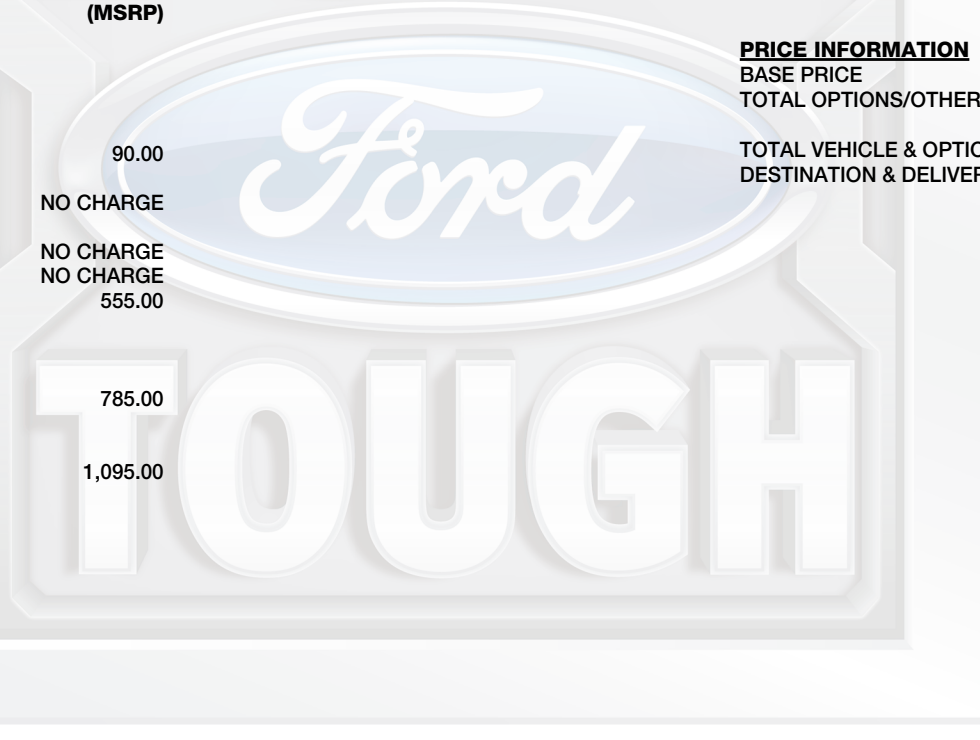 (MSRP)
90.00
NO CHARGE
NO CHARGE
NO CHARGE
555.00
785.00
1,095.00
PRICE INFORMATION
BASE PRICE
TOTAL OPTIONS/OTHER
TOTAL VEHICLE & OPTIO
DESTINATION & DELIVER
Ford
TOUGH